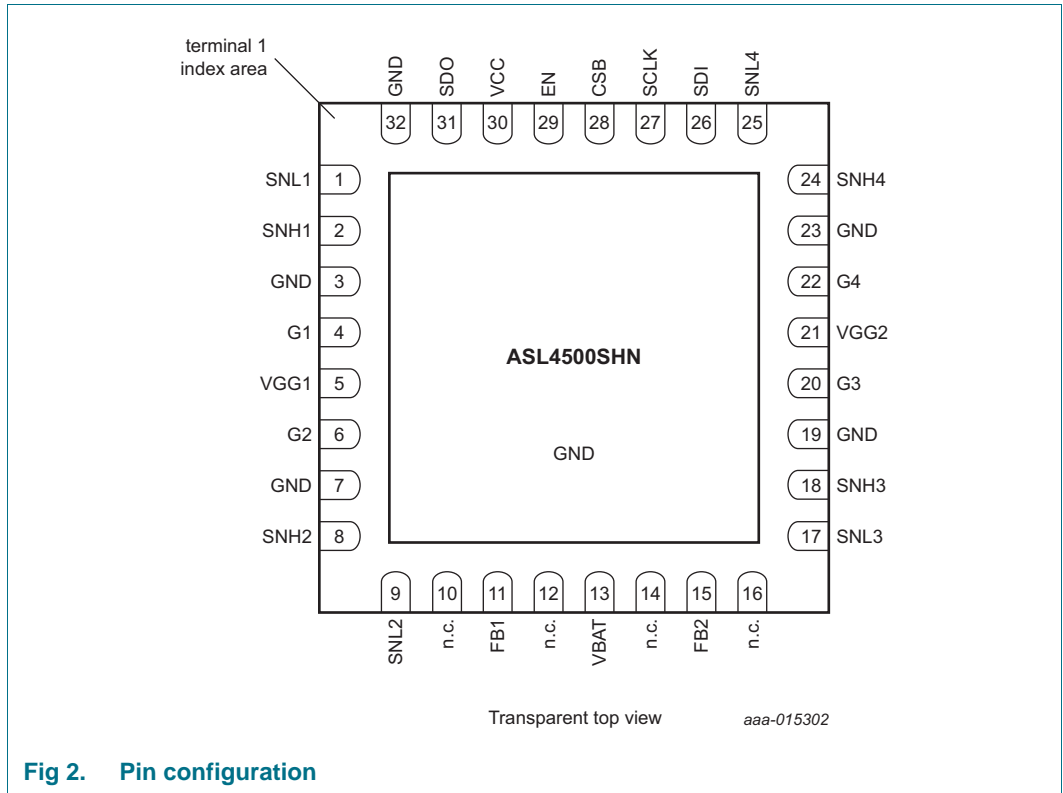 terminal 1
index area
GND
SDO
VCC
EN
CSB
SCLK
SDI
SNL4
32
31
30
29
28
27
26
25
SNL1 1
24 SNH4
SNH1 2
23 GND
GND 3
22 G4
G1 4
21 VGG2
ASL4500SHN
VGG1 5
20 G3
G2 6
19 GND
GND
GND 7
18 SNH3
SNH2 8
17 SNL3
9
10
11
12
13
14
15
16
SNL2
n.c.
FB1
n.c.
VBAT
n.c.
FB2
n.c.
Transparent top view
aaa-015302
Fig 2. Pin configuration